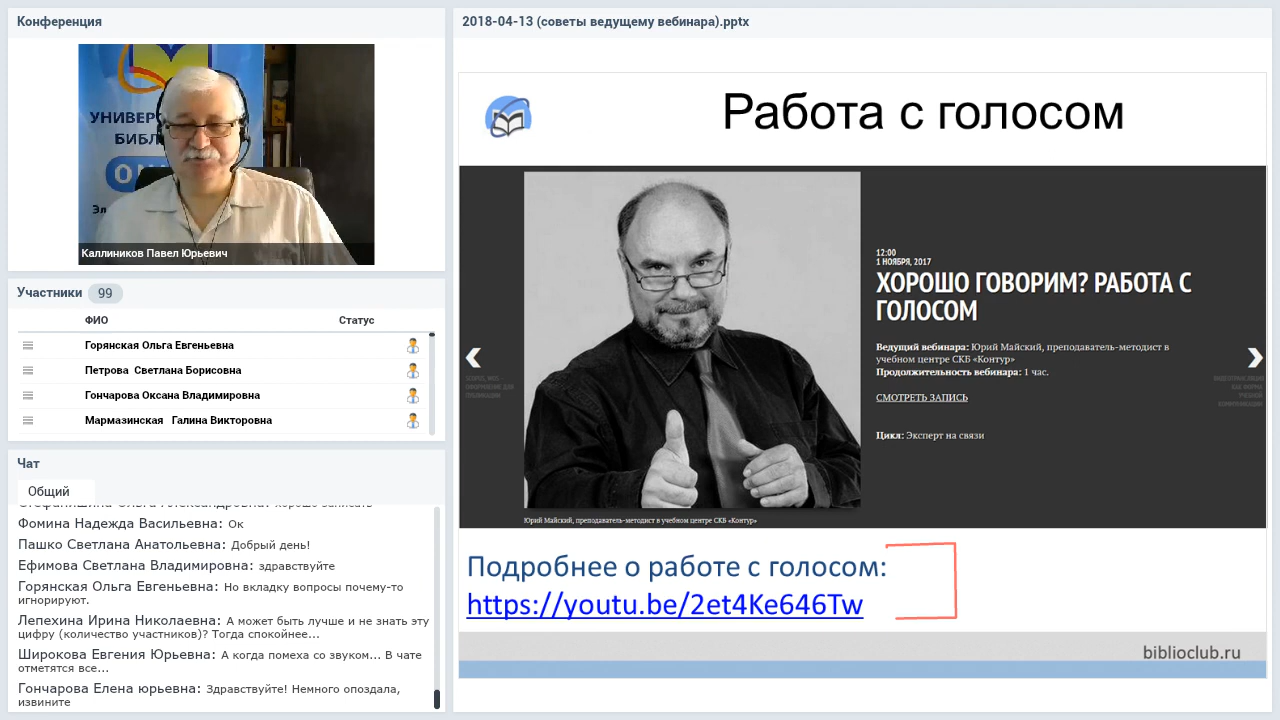 Конференция
УНИВЕР
БИБЛ
Эл
Каллиников Павел Юрьевич
Участники 99
ФИО Статус
Горянская Ольга Евгеньевна
Петрова Светлана Борисовна
Гончарова Оксана Владимировна
Мармазинская Галина Викторовна
Чат
Общий
Фомина Надежда Васильевна: Ок
Пашко Светлана Анатольевна: Добрый день!
Ефимова Светлана Владимировна: здравствуйте
Горянская Ольга Евгеньевна: Но вкладку вопросы почему-то
игнорируют.
Лепехина Ирина Николаевна: А может быть лучше и не знать эту
цифру (количество участников)? Тогда спокойнее...
Широкова Евгения Юрьевна: А когда помеха со звуком... В чате
отметятся все...
Гончарова Елена юрьевна: Здравствуйте! Немного опоздала,
извините
2018-04-13 (советы ведущему вебинара).pptx
Работа с голосом
12:00
1 НОЯБРЯ, 2017
ХОРОШО ГОВОРИМ? РАБОТА С
ГОЛОСОМ
Ведущий вебинара: Юрий Майский, преподаватель-методист в
учебном центре СКБ «Контур»
Продолжительность вебинара: 1 час.
СМОТРЕТЬ ЗАПИСЬ
Цикл: Эксперт на связи
Юрий Майский, преподаватель-методист в учебном центре СКБ «Контур»
Подробнее о работе с голосом:
https://youtu.be/2et4Ke646Tw
biblioclub.ru